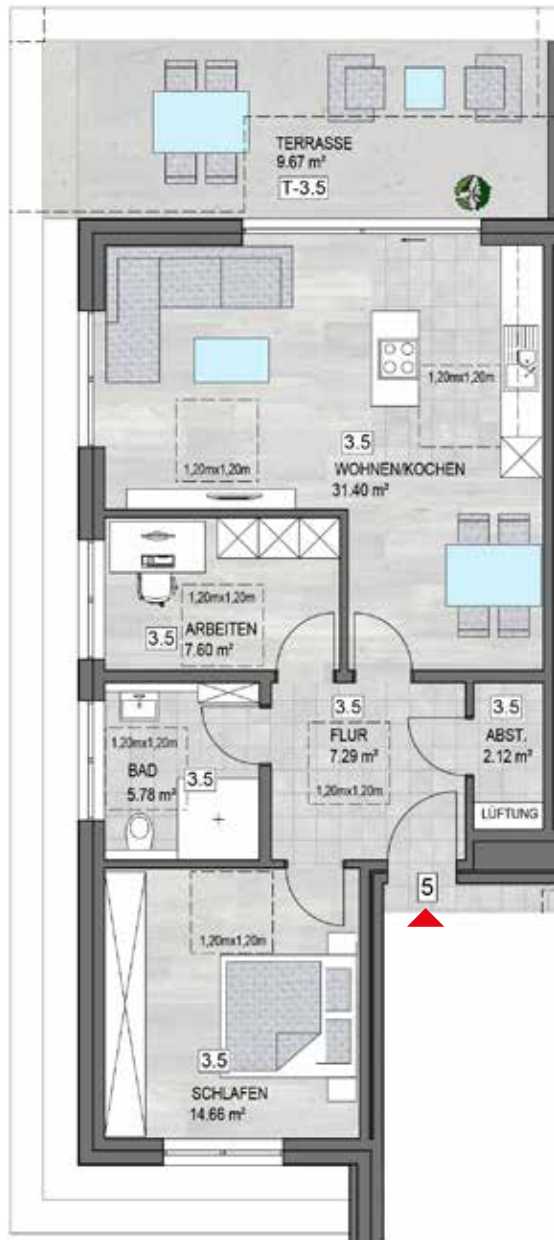 TERRASSE
9.67 m²
T-3.5
1,20mx1,20m
3.5
WOHNEN/KOCHEN
31.40 m²
1,20mx1,20m
1,20mx1,20m
3.5
ARBEITEN
7.60 m²
3.5
FLUR
7.29 m²
1,20mx1,20m
3.5
ABST.
2.12 m²
LÜFTUNG
1,20mx1,20m
BAD
5.78 m²
3.5
5
1,20mx1,20m
3.5
SCHLAFEN
14.66 m²